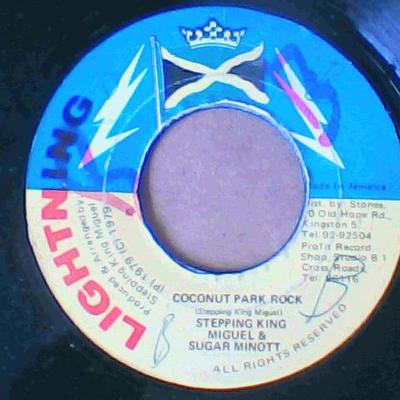 LIGHTNING
Produced & Arranged by
Stepping King Miguel
(P) 1979 (C) 1979
Made In Jamaica
Dist. by Stones,
Old Hope Rd.,
Kingston 5
Tel: 92-92504
Profit Record
Shop, Studio 8 1
Cross Roads
COCONUT PARK ROCK
(Stepping King Miguel)
STEPPING KING
MIGUEL &
SUGAR MINOTT
ALL RIGHTS RESERVED
B